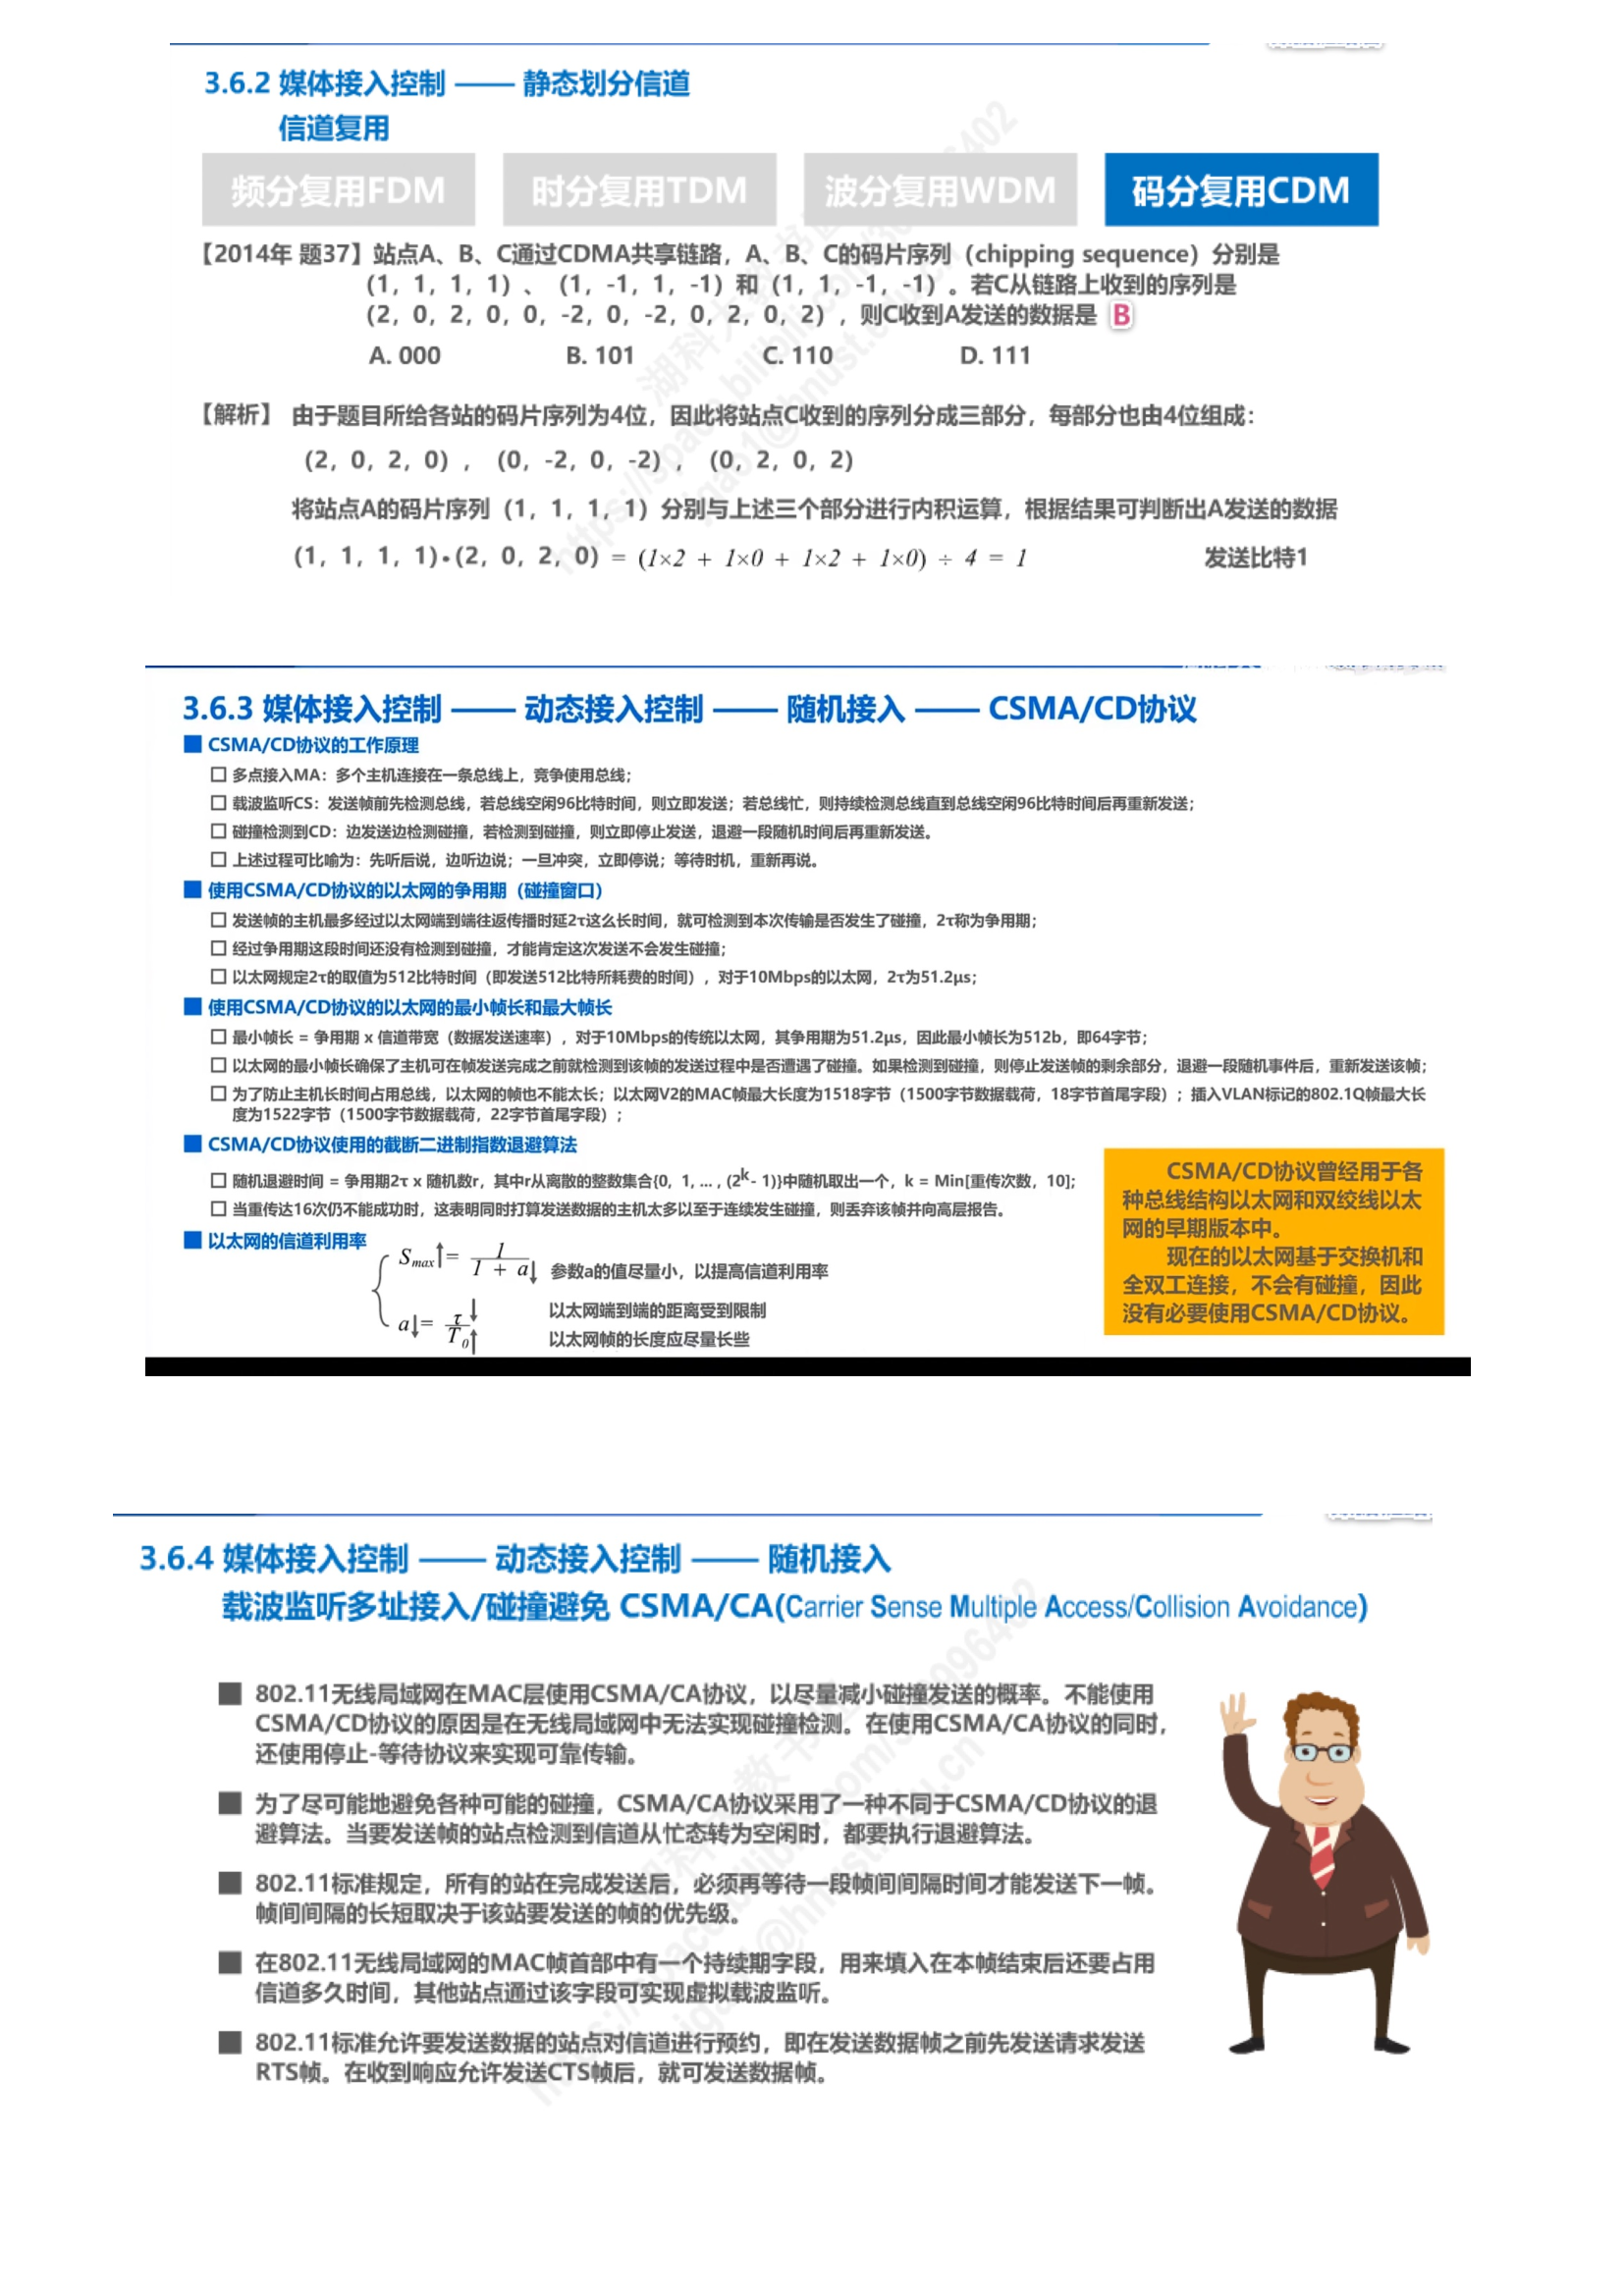 3.6.2 媒体接入控制 —— 静态划分信道
信道复用
频分复用FDM
时分复用TDM
波分复用WDM
码分复用CDM
【2014年 题37】站点A、B、C通过CDMA共享链路，A、B、C的码片序列（chipping sequence）分别是
（1，1，1，1）、（1，-1，1，-1）和（1，1，-1，-1）。若C从链路上收到的序列是
（2，0，2，0，0，-2，0，-2，0，2，0，2），则C收到A发送的数据是 B
A. 000 B. 101 C. 110 D. 111
【解析】 由于题目所给各站的码片序列为4位，因此将站点C收到的序列分成三部分，每部分也由4位组成：
（2，0，2，0），（0，-2，0，-2），（0，2，0，2）
将站点A的码片序列（1，1，1，1）分别与上述三个部分进行内积运算，根据结果可判断出A发送的数据
(1，1，1，1)•(2，0，2，0) = (1×2 + 1×0 + 1×2 + 1×0) ÷ 4 = 1 发送比特1
3.6.3 媒体接入控制 —— 动态接入控制 —— 随机接入 —— CSMA/CD协议
CSMA/CD协议的工作原理
多点接入MA：多个主机连接在一条总线上，竞争使用总线；
载波监听CS：发送帧前先检测总线，若总线空闲96比特时间，则立即发送；若总线忙，则持续检测总线直到总线空闲96比特时间后再重新发送；
碰撞检测到CD：边发送边检测碰撞，若检测到碰撞，则立即停止发送，退避一段随机时间后再重新发送。
上述过程可比喻为：先听后说，边听边说；一旦冲突，立即停说；等待时机，重新再说。
使用CSMA/CD协议的以太网的争用期（碰撞窗口）
发送帧的主机最多经过以太网端到端往返传播时延2τ这么长时间，就可检测到本次传输是否发生了碰撞，2τ称为争用期；
经过争用期这段时间还没有检测到碰撞，才能肯定这次发送不会发生碰撞；
以太网规定2τ的取值为512比特时间（即发送512比特所耗费的时间），对于10Mbps的以太网，2τ为51.2μs；
使用CSMA/CD协议的以太网的最小帧长和最大帧长
最小帧长 = 争用期 x 信道带宽（数据发送速率），对于10Mbps的传统以太网，其争用期为51.2μs，因此最小帧长为512b，即64字节；
以太网的最小帧长确保了主机可在帧发送完成之前就检测到该帧的发送过程中是否遭遇了碰撞。如果检测到碰撞，则停止发送帧的剩余部分，退避一段随机事件后，重新发送该帧；
为了防止主机长时间占用总线，以太网的帧也不能太长；以太网V2的MAC帧最大长度为1518字节（1500字节数据载荷，18字节首尾字段）；插入VLAN标记的802.1Q帧最大长
度为1522字节（1500字节数据载荷，22字节首尾字段）；
CSMA/CD协议使用的截断二进制指数退避算法
随机退避时间 = 争用期2τ x 随机数r，其中r从离散的整数集合{0, 1, ... , (2^k- 1)}中随机取出一个，k = Min[重传次数，10]；
当重传达16次仍不能成功时，这表明同时打算发送数据的主机太多以至于连续发生碰撞，则丢弃该帧并向高层报告。
以太网的信道利用率
Smax↑= 1 / (1 + a↓) 参数a的值尽量小，以提高信道利用率
a↓= τ↓ / T0↑ 以太网端到端的距离受到限制
以太网帧的长度应尽量长些
CSMA/CD协议曾经用于各
种总线结构以太网和双绞线以太
网的早期版本中。
现在的以太网基于交换机和
全双工连接，不会有碰撞，因此
没有必要使用CSMA/CD协议。
3.6.4 媒体接入控制 —— 动态接入控制 —— 随机接入
载波监听多址接入/碰撞避免 CSMA/CA(Carrier Sense Multiple Access/Collision Avoidance)
802.11无线局域网在MAC层使用CSMA/CA协议，以尽量减小碰撞发送的概率。不能使用
CSMA/CD协议的原因是在无线局域网中无法实现碰撞检测。在使用CSMA/CA协议的同时，
还使用停止-等待协议来实现可靠传输。
为了尽可能地避免各种可能的碰撞，CSMA/CA协议采用了一种不同于CSMA/CD协议的退
避算法。当要发送帧的站点检测到信道从忙态转为空闲时，都要执行退避算法。
802.11标准规定，所有的站在完成发送后，必须再等待一段帧间间隔时间才能发送下一帧。
帧间间隔的长短取决于该站要发送的帧的优先级。
在802.11无线局域网的MAC帧首部中有一个持续期字段，用来填入在本帧结束后还要占用
信道多久时间，其他站点通过该字段可实现虚拟载波监听。
802.11标准允许要发送数据的站点对信道进行预约，即在发送数据帧之前先发送请求发送
RTS帧。在收到响应允许发送CTS帧后，就可发送数据帧。